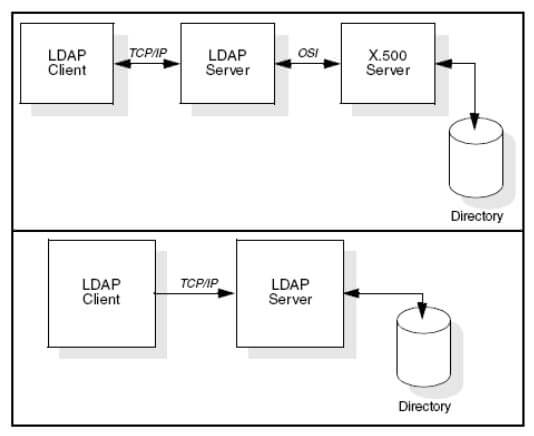 LDAP
Client
TCP/IP
LDAP
Server
OSI
X.500
Server
Directory
LDAP
Client
TCP/IP
LDAP
Server
Directory